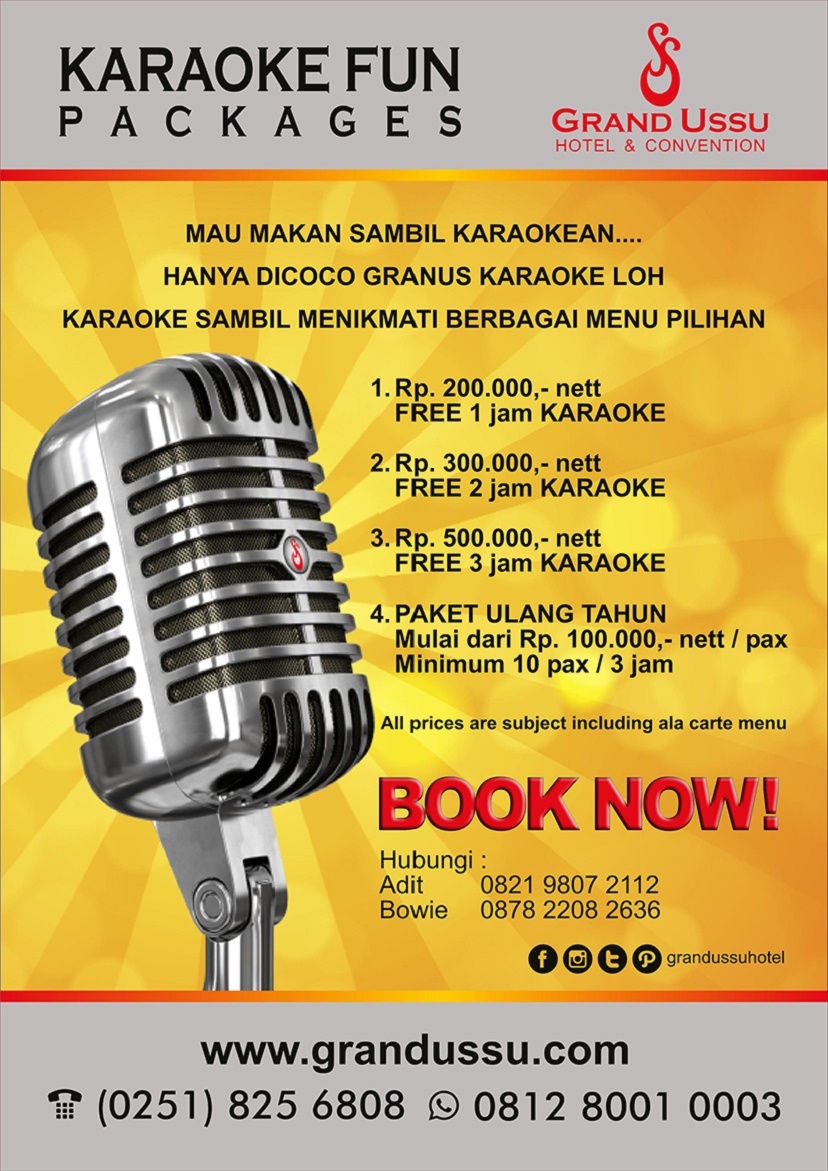 KARAOKE FUN
PACKAGES
GRAND USSU
HOTEL & CONVENTION
MAU MAKAN SAMBIL KARAOKEAN....
HANYA DICOCO GRANUS KARAOKE LOH
KARAOKE SAMBIL MENIKMATI BERBAGAI MENU PILIHAN
1. Rp. 200.000,- nett
FREE 1 jam KARAOKE
2. Rp. 300.000,- nett
FREE 2 jam KARAOKE
3. Rp. 500.000,- nett
FREE 3 jam KARAOKE
4. PAKET ULANG TAHUN
Mulai dari Rp. 100.000,- nett / pax
Minimum 10 pax / 3 jam
All prices are subject including ala carte menu
BOOK NOW!
Hubungi :
Adit 0821 9807 2112
Bowie 0878 2208 2636
grandussuhotel
www.grandussu.com
(0251) 825 6808 0812 8001 0003